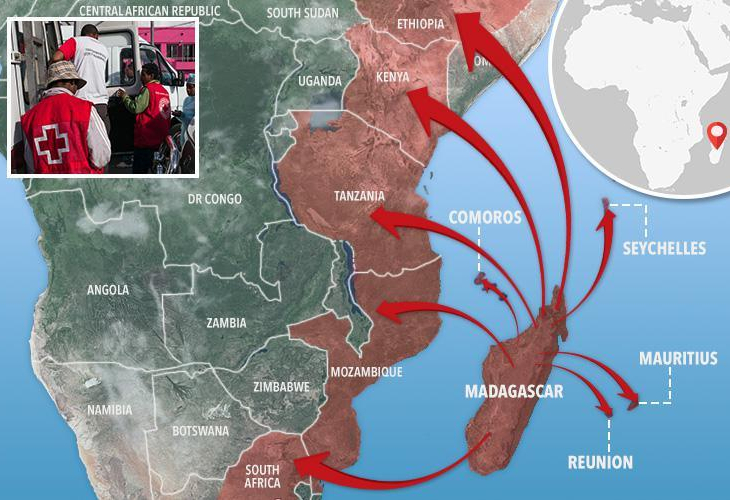 CENTRAL AFRICAN REPUBLIC
SOUTH SUDAN
ETHIOPIA
UGANDA
KENYA
DR CONGO
TANZANIA
COMOROS
SEYCHELLES
ANGOLA
ZAMBIA
MOZAMBIQUE
MAURITIUS
MADAGASCAR
ZIMBABWE
NAMIBIA
BOTSWANA
REUNION
SOUTH
AFRICA